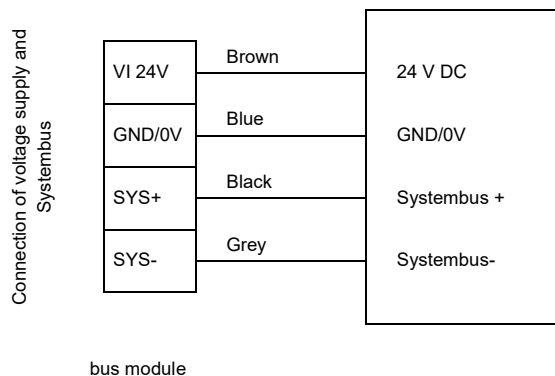 Connection of voltage supply and
Systembus
VI 24V
Brown
24 V DC
GND/0V
Blue
GND/0V
SYS+
Black
Systembus +
SYS-
Grey
Systembus-
bus module